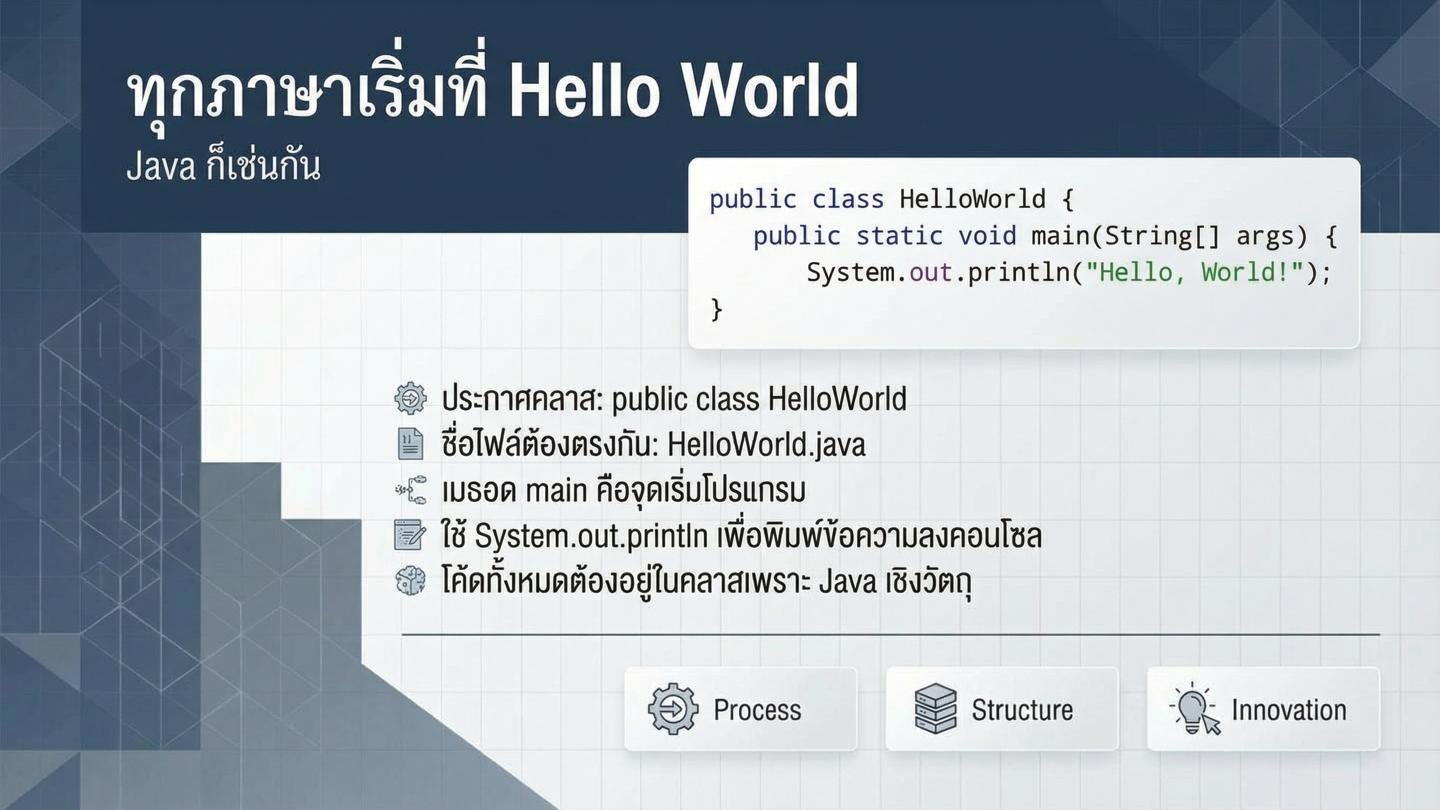 ทุกภาษาเริ่มที่ Hello World
Java ก็เช่นกัน
public class HelloWorld {
public static void main(String[] args) {
System.out.println("Hello, World!");
}
ประกาศคลาส: public class HelloWorld
ชื่อไฟล์ต้องตรงกัน: HelloWorld.java
เมธอด main คือจุดเริ่มโปรแกรม
ใช้ System.out.println เพื่อพิมพ์ข้อความลงคอนโซล
โค้ดทั้งหมดต้องอยู่ในคลาสเพราะ Java เชิงวัตถุ
Process
Structure
Innovation